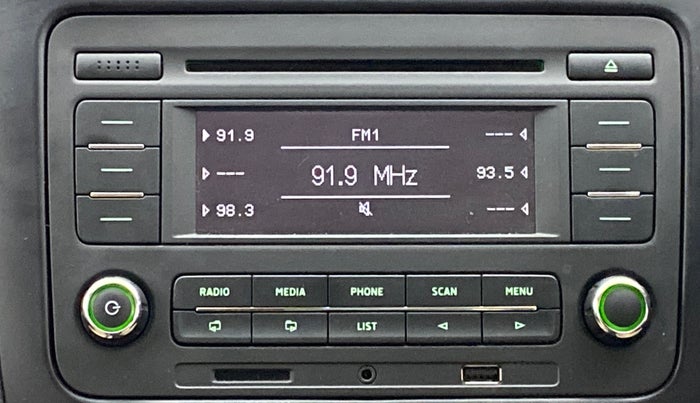 91.9 FM1 ---
--- 91.9 MHz 93.5
98.3 ---
RADIO MEDIA PHONE SCAN MENU
LIST